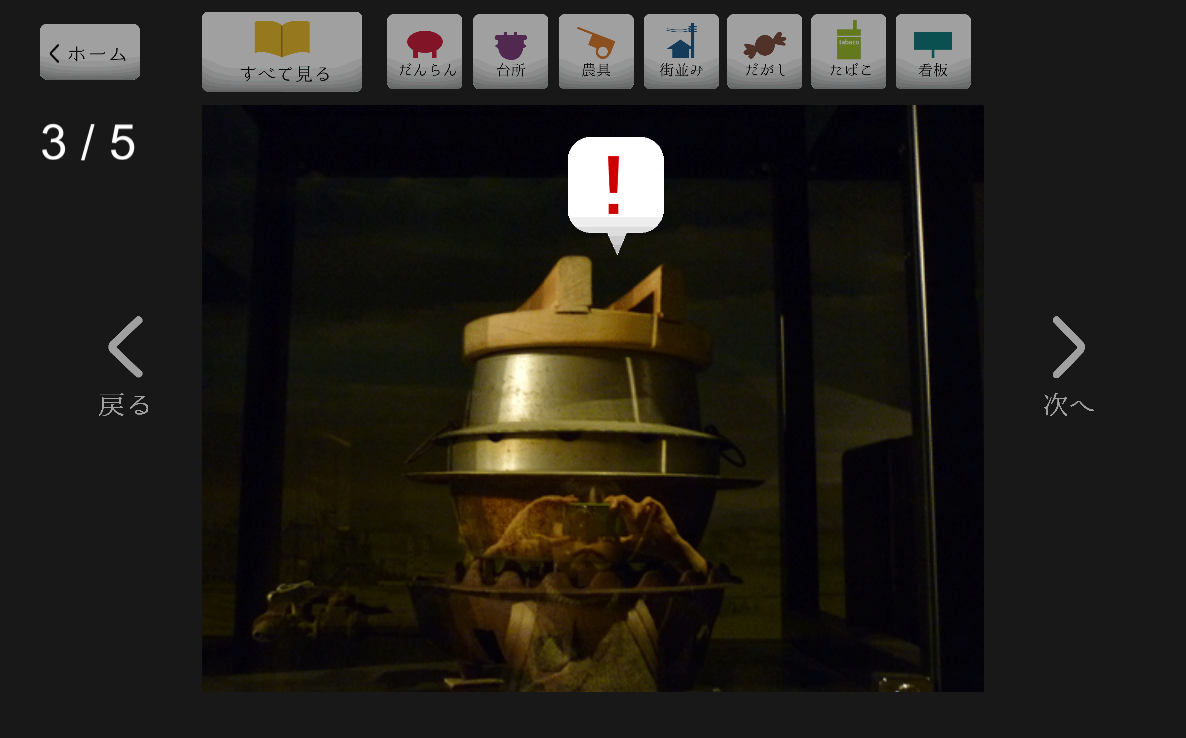 ホーム
すべて見る
だんらん
台所
農具
街並み
だがし
tabaco
たばこ
看板
3 / 5
!
戻る
次へ